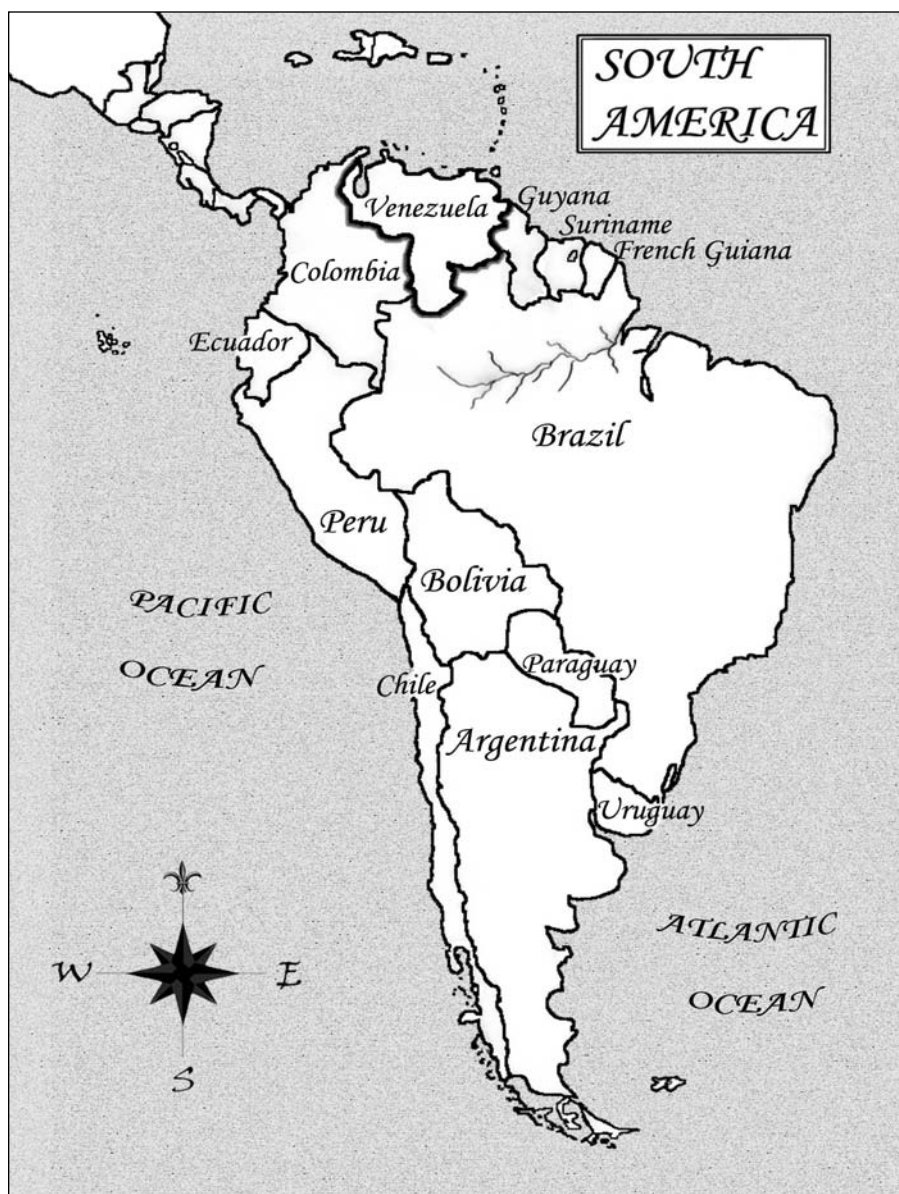 SOUTH
AMERICA
Venezuela
Guyana
Suriname
French Guiana
Colombia
Ecuador
Brazil
Peru
Bolivia
PACIFIC
OCEAN
Paraguay
Chile
Argentina
Uruguay
ATLANTIC
OCEAN
W
E
S